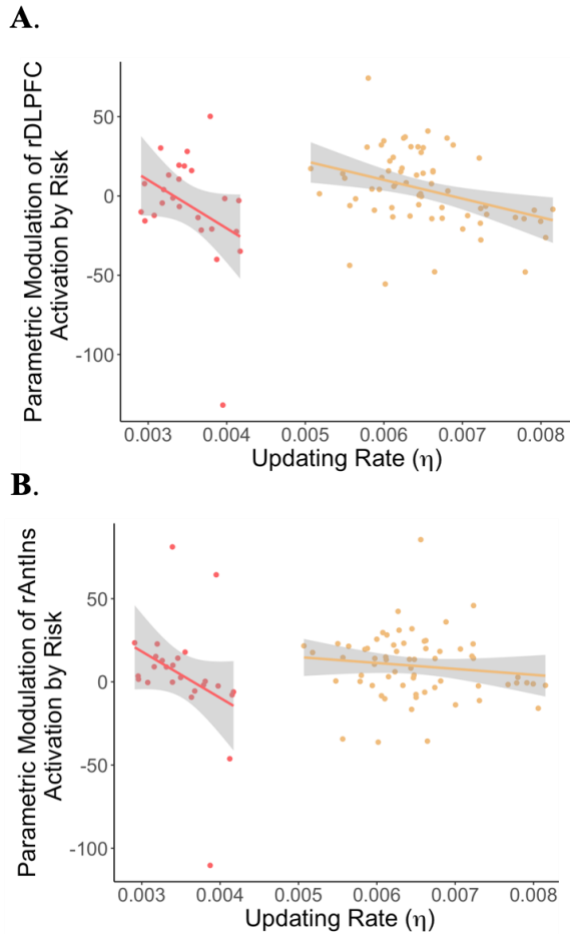 A.
Parametric Modulation of rDLPFC
Activation by Risk
50
0
-50
-100
0.003 0.004 0.005 0.006 0.007 0.008
Updating Rate (η)
B.
Parametric Modulation of rAntIns
Activation by Risk
50
0
-50
-100
0.003 0.004 0.005 0.006 0.007 0.008
Updating Rate (η)